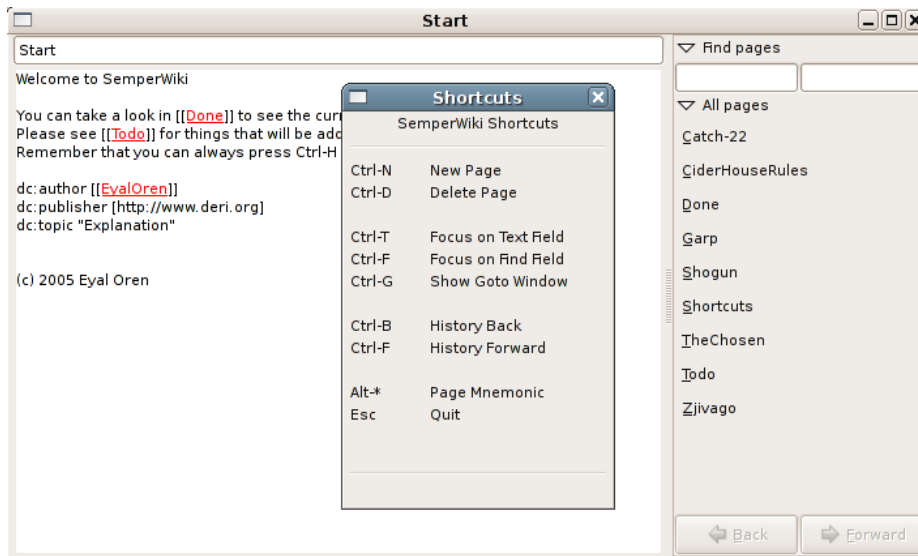 Start
Start
Welcome to SemperWiki
You can take a look in [[Done]] to see the curr
Please see [[Todo]] for things that will be add
Remember that you can always press Ctrl-H
dc:author [[EyalOren]]
dc:publisher [http://www.deri.org]
dc:topic "Explanation"
(c) 2005 Eyal Oren
Shortcuts
SemperWiki Shortcuts
Ctrl-N New Page
Ctrl-D Delete Page
Ctrl-T Focus on Text Field
Ctrl-F Focus on Find Field
Ctrl-G Show Goto Window
Ctrl-B History Back
Ctrl-F History Forward
Alt-* Page Mnemonic
Esc Quit
Find pages
All pages
Catch-22
CiderHouseRules
Done
Garp
Shogun
Shortcuts
TheChosen
Todo
Zjivago
Back Forward